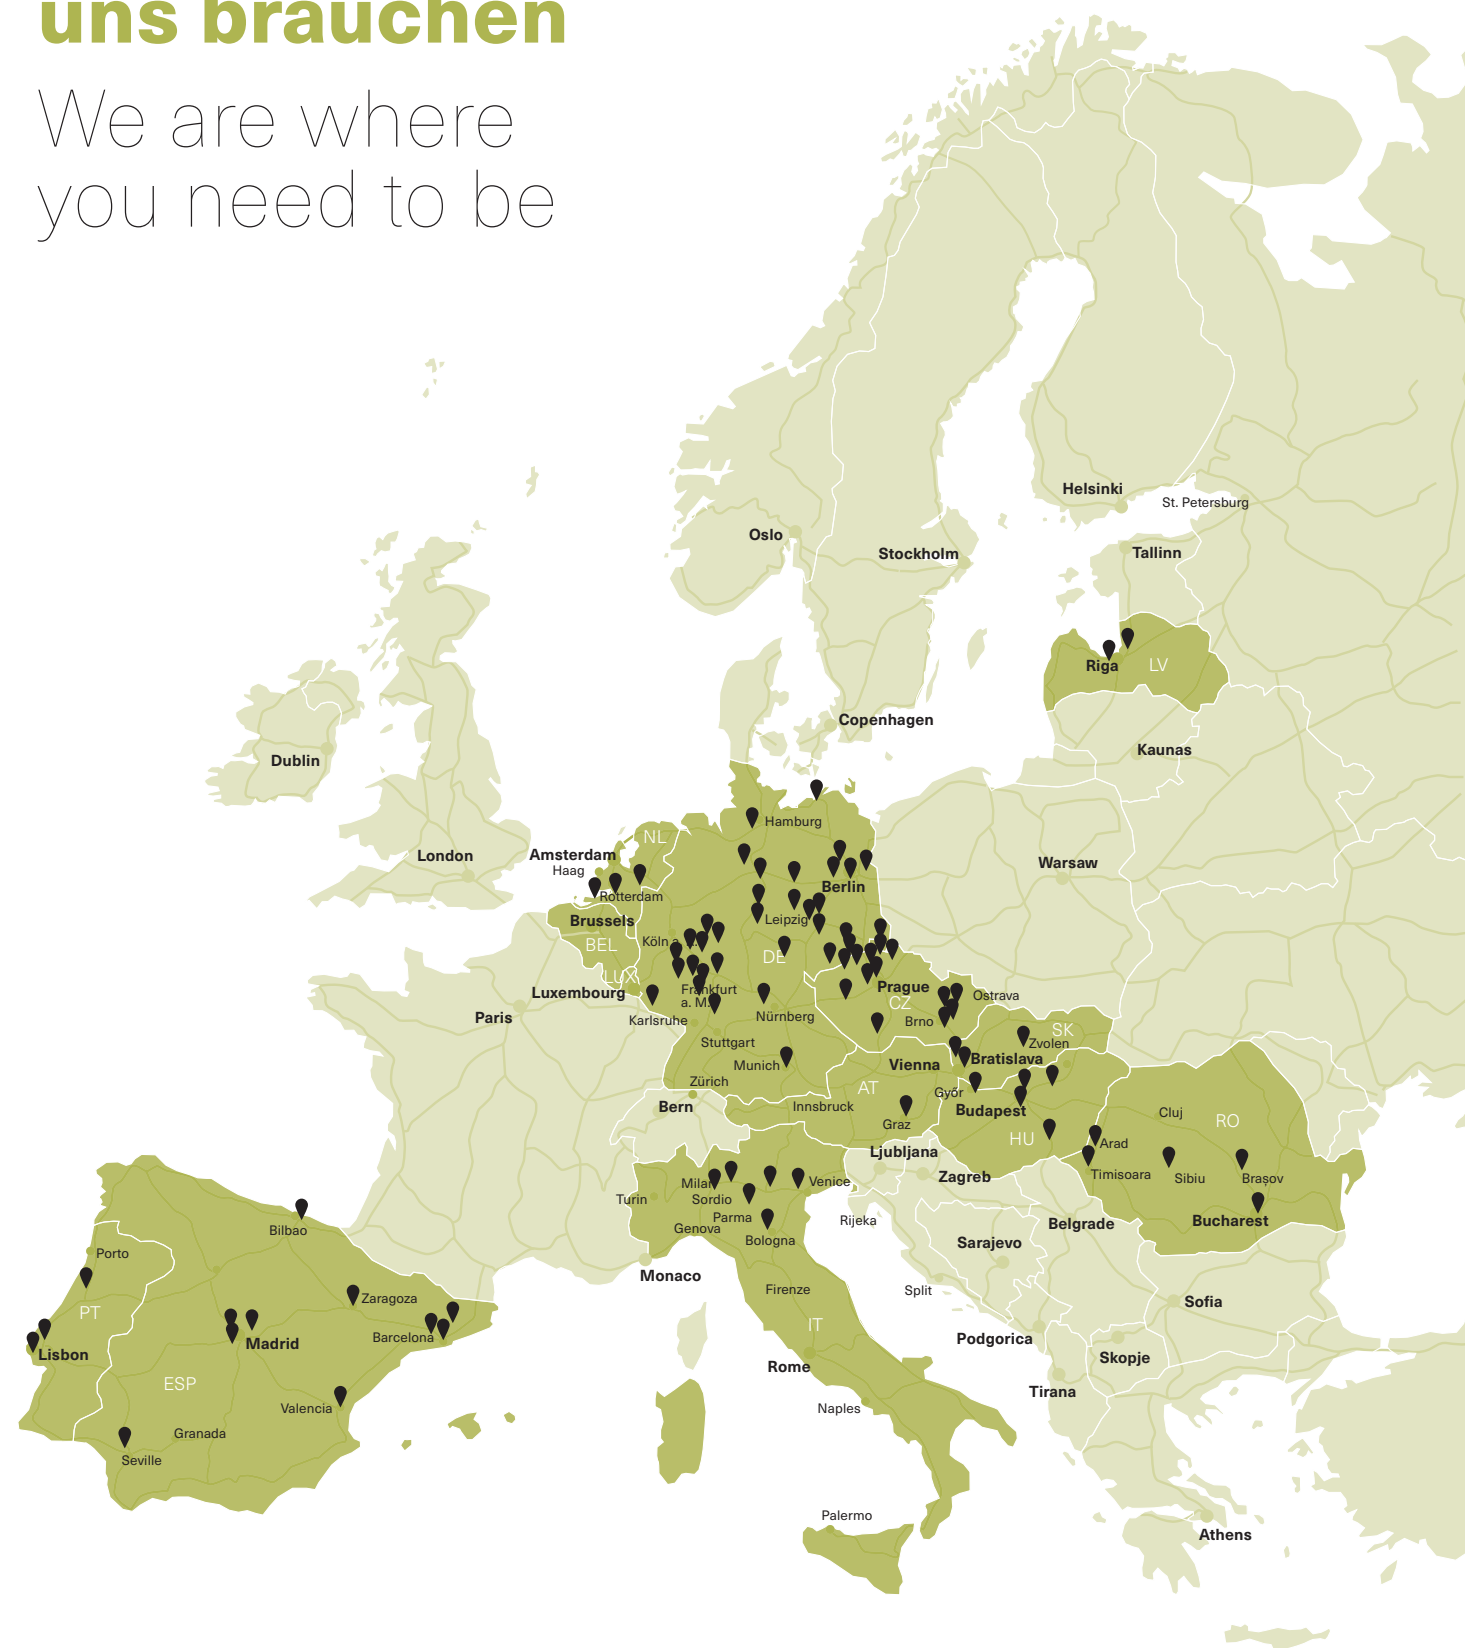 uns brauchen
We are where
you need to be
Helsinki
St. Petersburg
Oslo
Stockholm
Tallinn
Riga
LV
Copenhagen
Kaunas
Dublin
Hamburg
NL
London
Amsterdam
Haag
Warsaw
Berlin
Rotterdam
Brussels
Leipzig
BEL
Köln a.
DE
LUX
Luxembourg
Frankfurt
a. M.
Prague
CZ
Ostrava
Paris
Karlsruhe
Nürnberg
Brno
SK
Stuttgart
Zvolen
Munich
Vienna
Bratislava
Zürich
AT
Győr
Bern
Innsbruck
Budapest
Cluj
RO
Graz
HU
Arad
Ljubljana
Zagreb
Timisoara
Sibiu
Brașov
Milan
Venice
Turin
Sordio
Parma
Genova
Rijeka
Belgrade
Bucharest
Bilbao
Bologna
Sarajevo
Porto
Monaco
Firenze
Split
Zaragoza
Sofia
PT
IT
Barcelona
Madrid
Podgorica
Lisbon
Rome
Skopje
ESP
Tirana
Valencia
Naples
Granada
Seville
Palermo
Athens